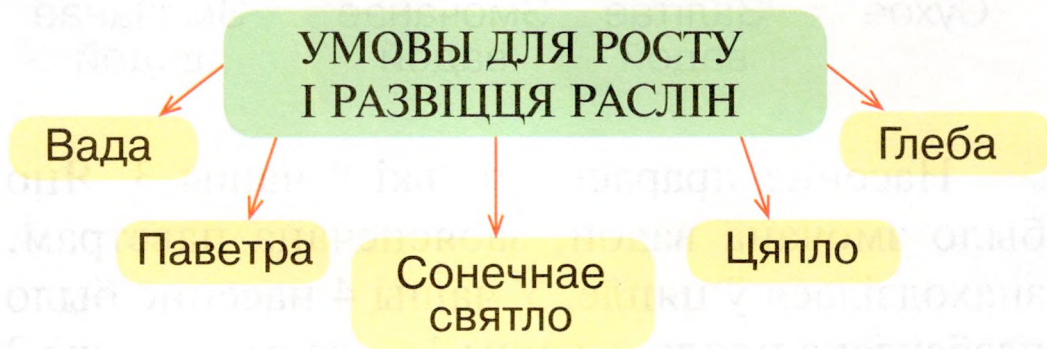 УМОВЫ ДЛЯ РОСТУ
І РАЗВІЦЦЯ РАСЛІН
Вада
Глеба
Паветра
Сонечнае
святло
Цяпло